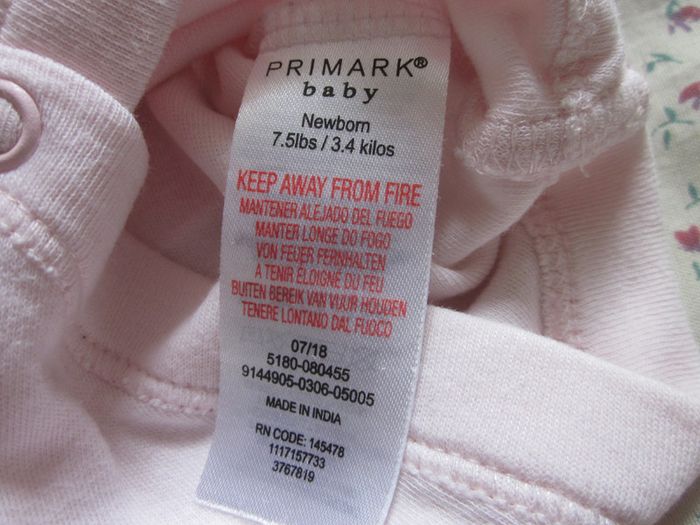 PRIMARK®
baby
Newborn
7.5lbs / 3.4 kilos
KEEP AWAY FROM FIRE
MANTENER ALEJADO DEL FUEGO
MANTER LONGE DO FOGO
VON FEUER FERNHALTEN
A TENIR ÉLOIGNE DU FEU
BUITEN BEREIK VAN VUUR HOUDEN
TENERE LONTANO DAL FUOCO
07/18
5180-080455
9144905-0306-05005
MADE IN INDIA
RN CODE: 145478
1117157733
3767819